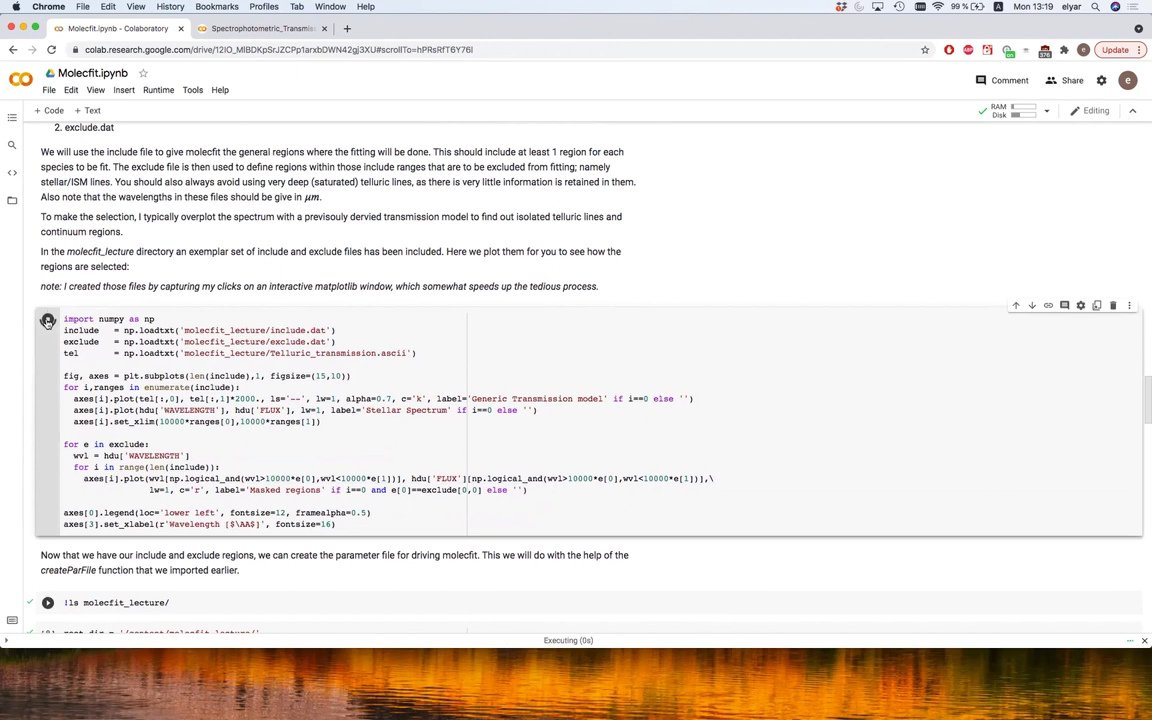 Chrome File Edit View History Bookmarks Profiles Tab Window Help 99 % Mon 13:19 elyar
Molecfit.ipynb - Colaboratory Spectrophotometric_Transmis
colab.research.google.com/drive/ Update
Molecfit.ipynb
Comment Share
File Edit View Insert Runtime Tools Help
+ Code + Text RAM Disk Editing
2. exclude.dat
We will use the include file to give molecfit the general regions where the fitting will be done. This should include at least 1 region for each
species to be fit. The exclude file is then used to define regions within those include ranges that are to be excluded from fitting; namely
stellar/ISM lines. You should also always avoid using very deep (saturated) telluric lines, as there is very little information is retained in them.
Also note that the wavelengths in these files should be give in μm.
To make the selection, I typically overplot the spectrum with a previsouly dervied transmission model to find out isolated telluric lines and
continuum regions.
In the molecfit_lecture directory an exemplar set of include and exclude files has been included. Here we plot them for you to see how the
regions are selected:
note: I created those files by capturing my clicks on an interactive matplotlib window, which somewhat speeds up the tedious process.
import numpy as np
include = np.loadtxt('molecfit_lecture/include.dat')
exclude = np.loadtxt('molecfit_lecture/exclude.dat')
tel = np.loadtxt('molecfit_lecture/Telluric_transmission.ascii')
fig, axes = plt.subplots(len(include),1, figsize=(15,10))
for i,ranges in enumerate(include):
axes[i].plot(tel[:,0], tel[:,1]*2000., ls='--', lw=1, alpha=0.7, c='k', label='Generic Transmission model' if i==0 else '')
axes[i].plot(hdu['WAVELENGTH'], hdu['FLUX'], lw=1, label='Stellar Spectrum' if i==0 else '')
axes[i].set_xlim(10000*ranges[0],10000*ranges[1])
for e in exclude:
wvl = hdu['WAVELENGTH']
for i in range(len(include)):
axes[i].plot(wvl[np.logical_and(wvl>10000*e[0],wvl<10000*e[1])], hdu['FLUX'][np.logical_and(wvl>10000*e[0],wvl<10000*e[1])],\
lw=1, c='r', label='Masked regions' if i==0 and e[0]==exclude[0,0] else '')
axes[0].legend(loc='lower left', fontsize=12, framealpha=0.5)
axes[3].set_xlabel(r'Wavelength [$\AA$]', fontsize=16)
Now that we have our include and exclude regions, we can create the parameter file for driving molecfit. This we will do with the help of the
createParFile function that we imported earlier.
!ls molecfit_lecture/
Executing (0s)